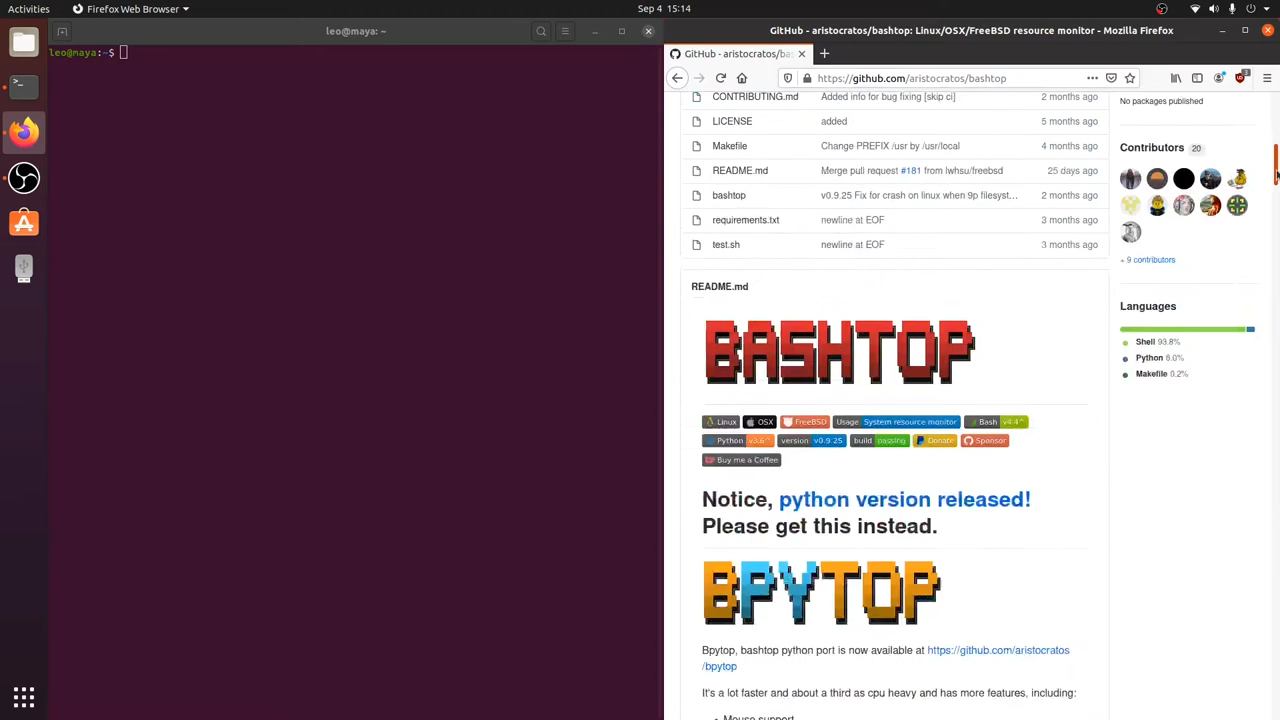 Activities
Firefox Web Browser
Sep 4 15:14
leo@maya: ~
GitHub - aristocratos/bashtop: Linux/OSX/FreeBSD resource monitor - Mozilla Firefox
leo@maya:~$
GitHub - aristocratos/bas
https://github.com/aristocratos/bashtop
CONTRIBUTING.md Added info for bug fixing [skip ci] 2 months ago
LICENSE added 5 months ago
Makefile Change PREFIX /usr by /usr/local 4 months ago
README.md Merge pull request #181 from lwhsu/freebsd 25 days ago
bashtop v0.9.25 Fix for crash on linux when 9p filesyst... 2 months ago
requirements.txt newline at EOF 3 months ago
test.sh newline at EOF 3 months ago
No packages published
Contributors 20
+ 9 contributors
Languages
Shell 93.8%
Python 6.0%
Makefile 0.2%
README.md
BASHTOP
Linux OSX FreeBSD Usage System resource monitor Bash v4.4^
Python v3.6^ version v0.9.25 build passing Donate Sponsor
Buy me a Coffee
Notice, python version released!
Please get this instead.
BPYTOP
Bpytop, bashtop python port is now available at https://github.com/aristocratos
/bpytop
It's a lot faster and about a third as cpu heavy and has more features, including:
Mouse support